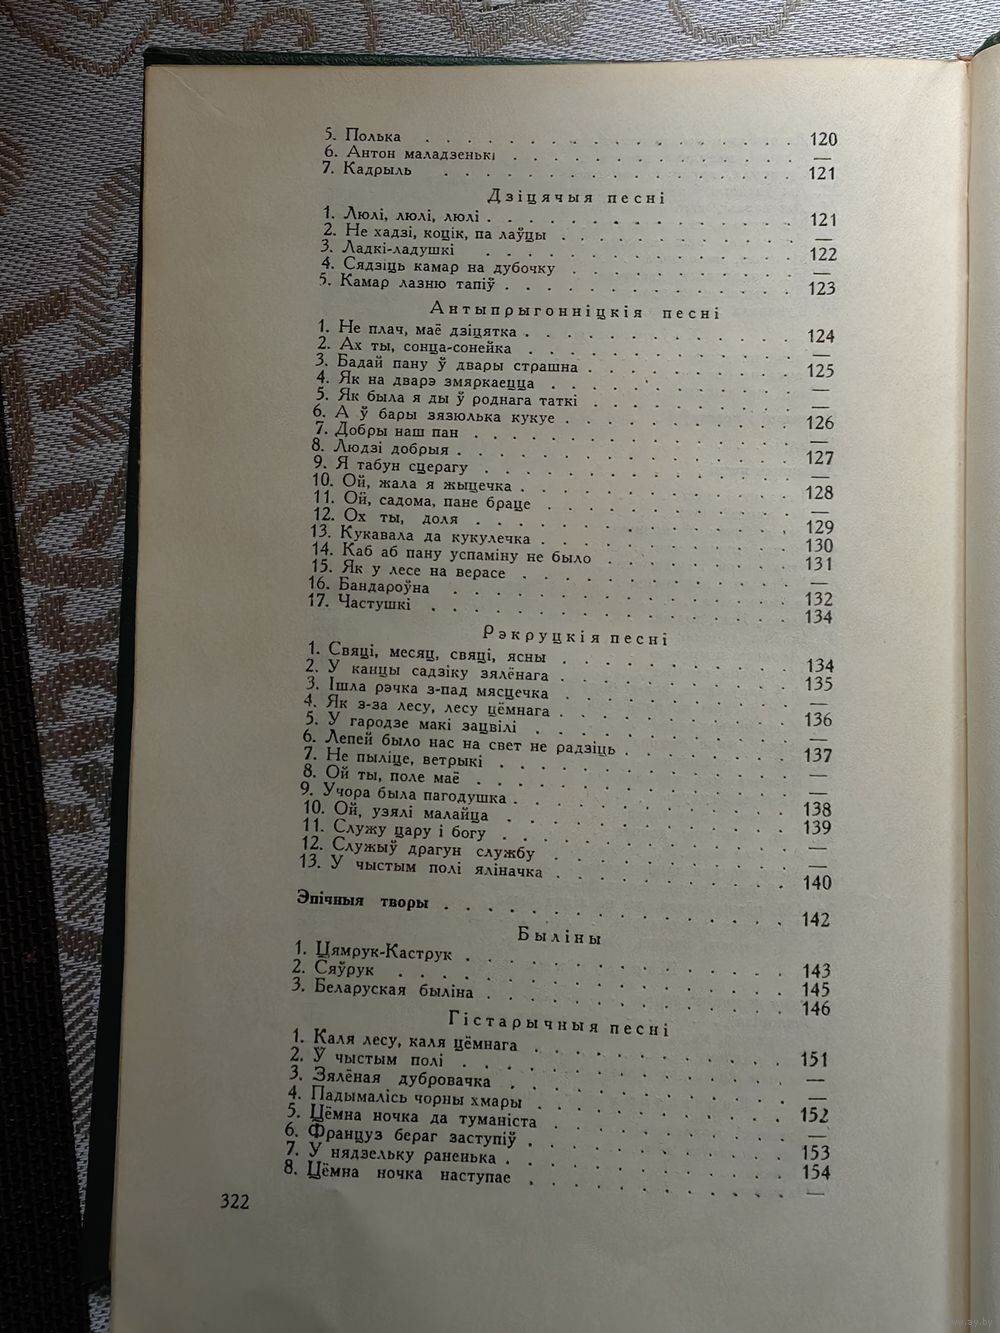 5. Полька . . . . . . . . . . . . . . . . 120
6. Антон маладзенькі . . . . . . . . . . . . —
7. Кадрыль . . . . . . . . . . . . . . . 121
Дзіцячыя песні
1. Люлі, люлі, люлі . . . . . . . . . . . . . 121
2. Не хадзі, коцік, па лаўцы . . . . . . . . . . —
3. Ладкі-ладушкі . . . . . . . . . . . . . . 122
4. Сядзіць камар на дубочку . . . . . . . . . . —
5. Камар лазню тапіў . . . . . . . . . . . . . 123
Антыпрыгонніцкія песні
1. Не плач, маё дзіцятка . . . . . . . . . . . . 124
2. Ах ты, сонца-сонейка . . . . . . . . . . . . —
3. Бадай пану ў двары страшна . . . . . . . . . 125
4. Як на дварэ змяркаецца . . . . . . . . . . . —
5. Як была я ды ў роднага таткі . . . . . . . . . —
6. А ў бары зязюлька кукуе . . . . . . . . . . 126
7. Добры наш пан . . . . . . . . . . . . . . —
8. Людзі добрыя . . . . . . . . . . . . . . 127
9. Я табун сцерагу . . . . . . . . . . . . . . —
10. Ой, жала я жыцечка . . . . . . . . . . . . 128
11. Ой, садома, пане браце . . . . . . . . . . . —
12. Ох ты, доля . . . . . . . . . . . . . . 129
13. Кукавала да кукулечка . . . . . . . . . . . 130
14. Каб аб пану успаміну не было . . . . . . . . 131
15. Як у лесе на верасе . . . . . . . . . . . . —
16. Бандароўна . . . . . . . . . . . . . . . 132
17. Частушкі . . . . . . . . . . . . . . . . 134
Рэкруцкія песні
1. Свяці, месяц, свяці, ясны . . . . . . . . . . 134
2. У канцы садзіку зялёнага . . . . . . . . . . 135
3. Ішла рэчка з-пад мясцечка . . . . . . . . . . —
4. Як з-за лесу, лесу цёмнага . . . . . . . . . . 136
5. У гародзе макі зацвілі . . . . . . . . . . . —
6. Лепей было нас на свет не радзіць . . . . . . . 137
7. Не пыліце, ветрыкі . . . . . . . . . . . . —
8. Ой ты, поле маё . . . . . . . . . . . . . —
9. Учора была пагодушка . . . . . . . . . . . . 138
10. Ой, узялі малайца . . . . . . . . . . . . 139
11. Служу цару і богу . . . . . . . . . . . . —
12. Служыў драгун службу . . . . . . . . . . . —
13. У чыстым полі яліначка . . . . . . . . . . . 140
Эпічныя творы . . . . . . . . . . . . . . . 142
Быліны
1. Цямрук-Каструк . . . . . . . . . . . . . . 143
2. Сяўрук . . . . . . . . . . . . . . . . 145
3. Беларуская быліна . . . . . . . . . . . . . 146
Гістарычныя песні
1. Каля лесу, каля цёмнага . . . . . . . . . . . 151
2. У чыстым полі . . . . . . . . . . . . . . —
3. Зялёная дубровачка . . . . . . . . . . . . —
4. Падымалісь чорны хмары . . . . . . . . . . . 152
5. Цёмна ночка да туманіста . . . . . . . . . . —
6. Француз бераг заступіў . . . . . . . . . . . 153
7. У нядзельку раненька . . . . . . . . . . . . 154
8. Цёмна ночка наступае . . . . . . . . . . . . —
322
www.ay.by